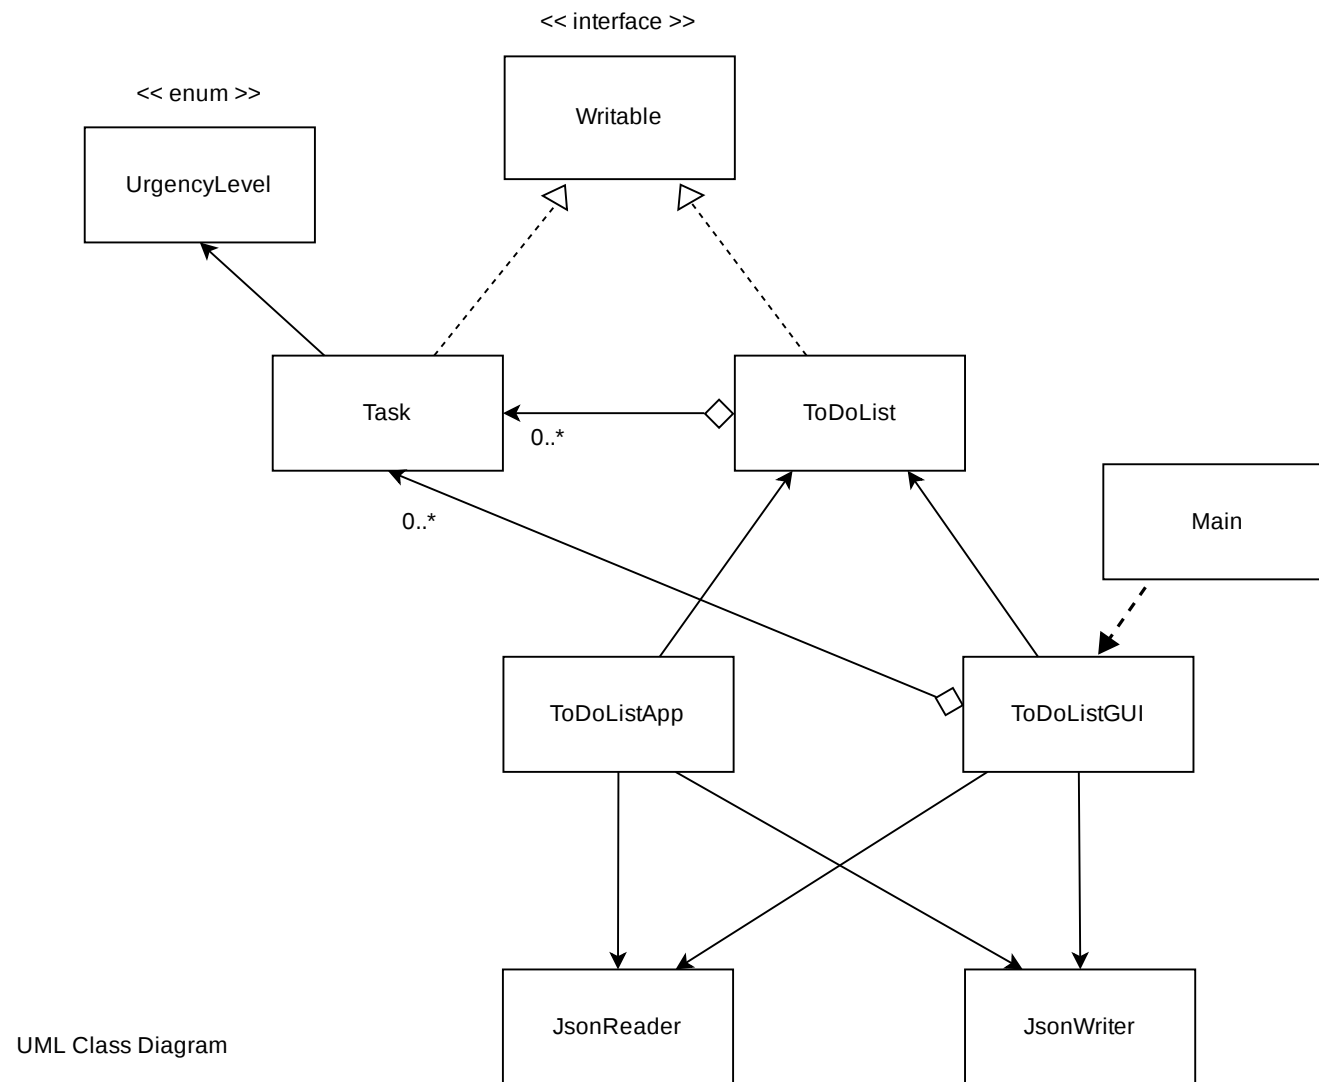 << interface >>
<< enum >>
Writable
UrgencyLevel
Task
ToDoList
0..*
0..*
Main
ToDoListApp
ToDoListGUI
JsonReader
JsonWriter
UML Class Diagram